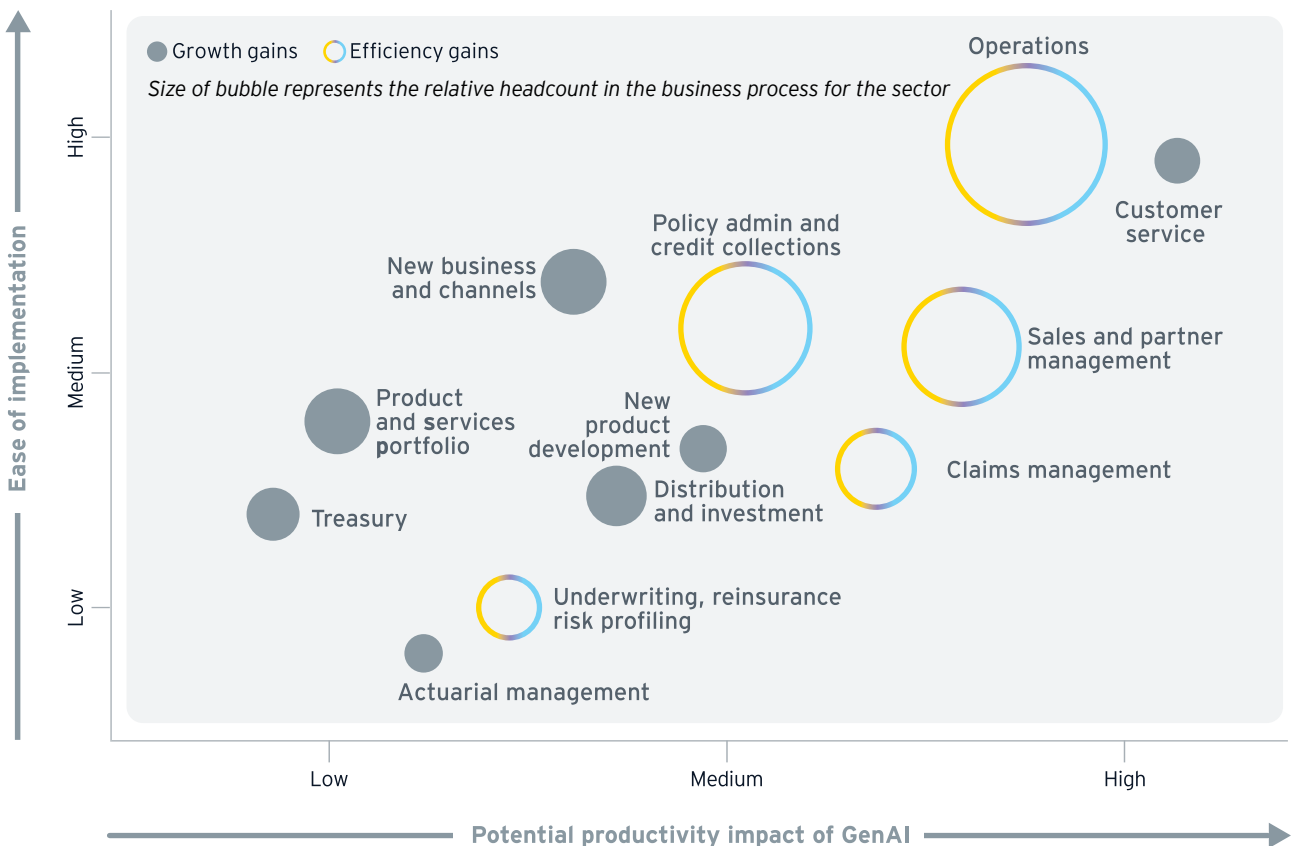 Growth gains
Efficiency gains
Size of bubble represents the relative headcount in the business process for the sector
Operations
Customer
service
Policy admin and
credit collections
New business
and channels
Sales and partner
management
Product
and services
portfolio
New
product
development
Claims management
Distribution
and investment
Treasury
Underwriting, reinsurance
risk profiling
Actuarial management
Ease of implementation
High
Medium
Low
Low
Medium
High
Potential productivity impact of GenAI